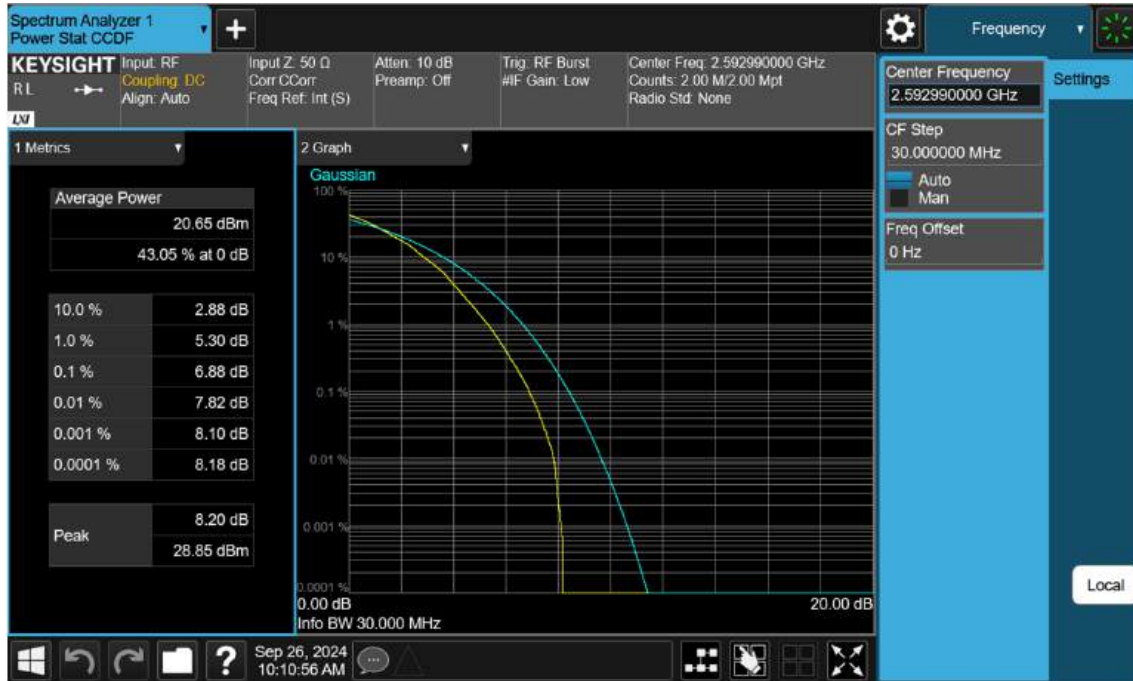 Spectrum Analyzer 1
Power Stat CCDF
Frequency
KEYSIGHT
RL
LXI
Input: RF
Coupling: DC
Align: Auto
Input Z: 50 Ω
Corr CCorr
Freq Ref: Int (S)
Atten: 10 dB
Preamp: Off
Trig: RF Burst
#IF Gain: Low
Center Freq: 2.592990000 GHz
Counts: 2.00 M/2.00 Mpt
Radio Std: None
Center Frequency
2.592990000 GHz
Settings
CF Step
30.000000 MHz
Auto
Man
Freq Offset
0 Hz
Local
1 Metrics
Average Power
20.65 dBm
43.05 % at 0 dB
10.0 % 2.88 dB
1.0 % 5.30 dB
0.1 % 6.88 dB
0.01 % 7.82 dB
0.001 % 8.10 dB
0.0001 % 8.18 dB
Peak
8.20 dB
28.85 dBm
2 Graph
Gaussian
100 %
10 %
1 %
0.1 %
0.01 %
0.001 %
0.0001 %
0.00 dB 20.00 dB
Info BW 30.000 MHz
?
Sep 26, 2024
10:10:56 AM